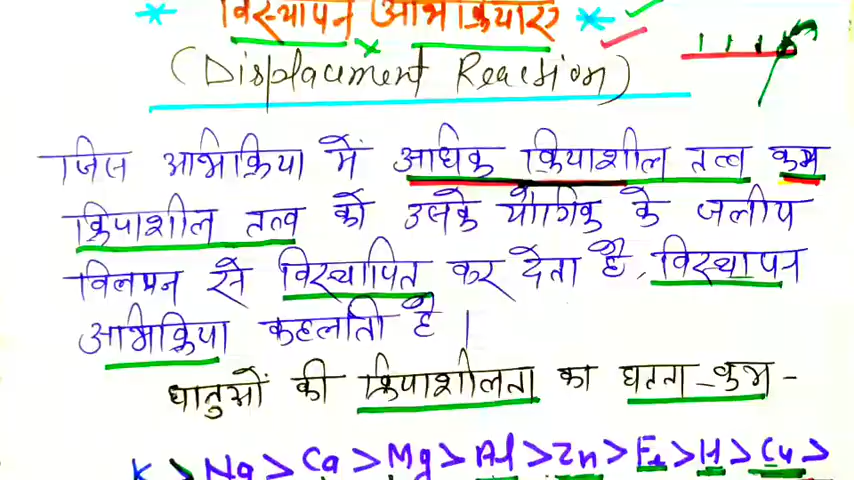 विस्थापन अभिक्रियाएं
(Displacement Reaction)
जिस अभिक्रिया में अधिक क्रियाशील तत्व कम
क्रियाशील तत्व को उसके यौगिक के जलीय
विलयन से विस्थापित कर देता है, विस्थापन
अभिक्रिया कहलाती है।
धातुओं की क्रियाशीलता का घटता-क्रम -
K > Na > Ca > Mg > Al > Zn > Fe > H > Cu >